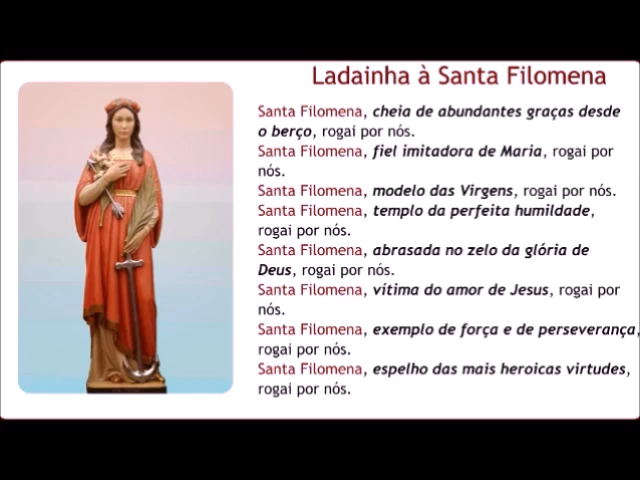 Ladainha à Santa Filomena
Santa Filomena, cheia de abundantes graças desde
o berço, rogai por nós.
Santa Filomena, fiel imitadora de Maria, rogai por
nós.
Santa Filomena, modelo das Virgens, rogai por nós.
Santa Filomena, templo da perfeita humildade,
rogai por nós.
Santa Filomena, abrasada no zelo da glória de
Deus, rogai por nós.
Santa Filomena, vítima do amor de Jesus, rogai por
nós.
Santa Filomena, exemplo de força e de perseverança,
rogai por nós.
Santa Filomena, espelho das mais heroicas virtudes,
rogai por nós.